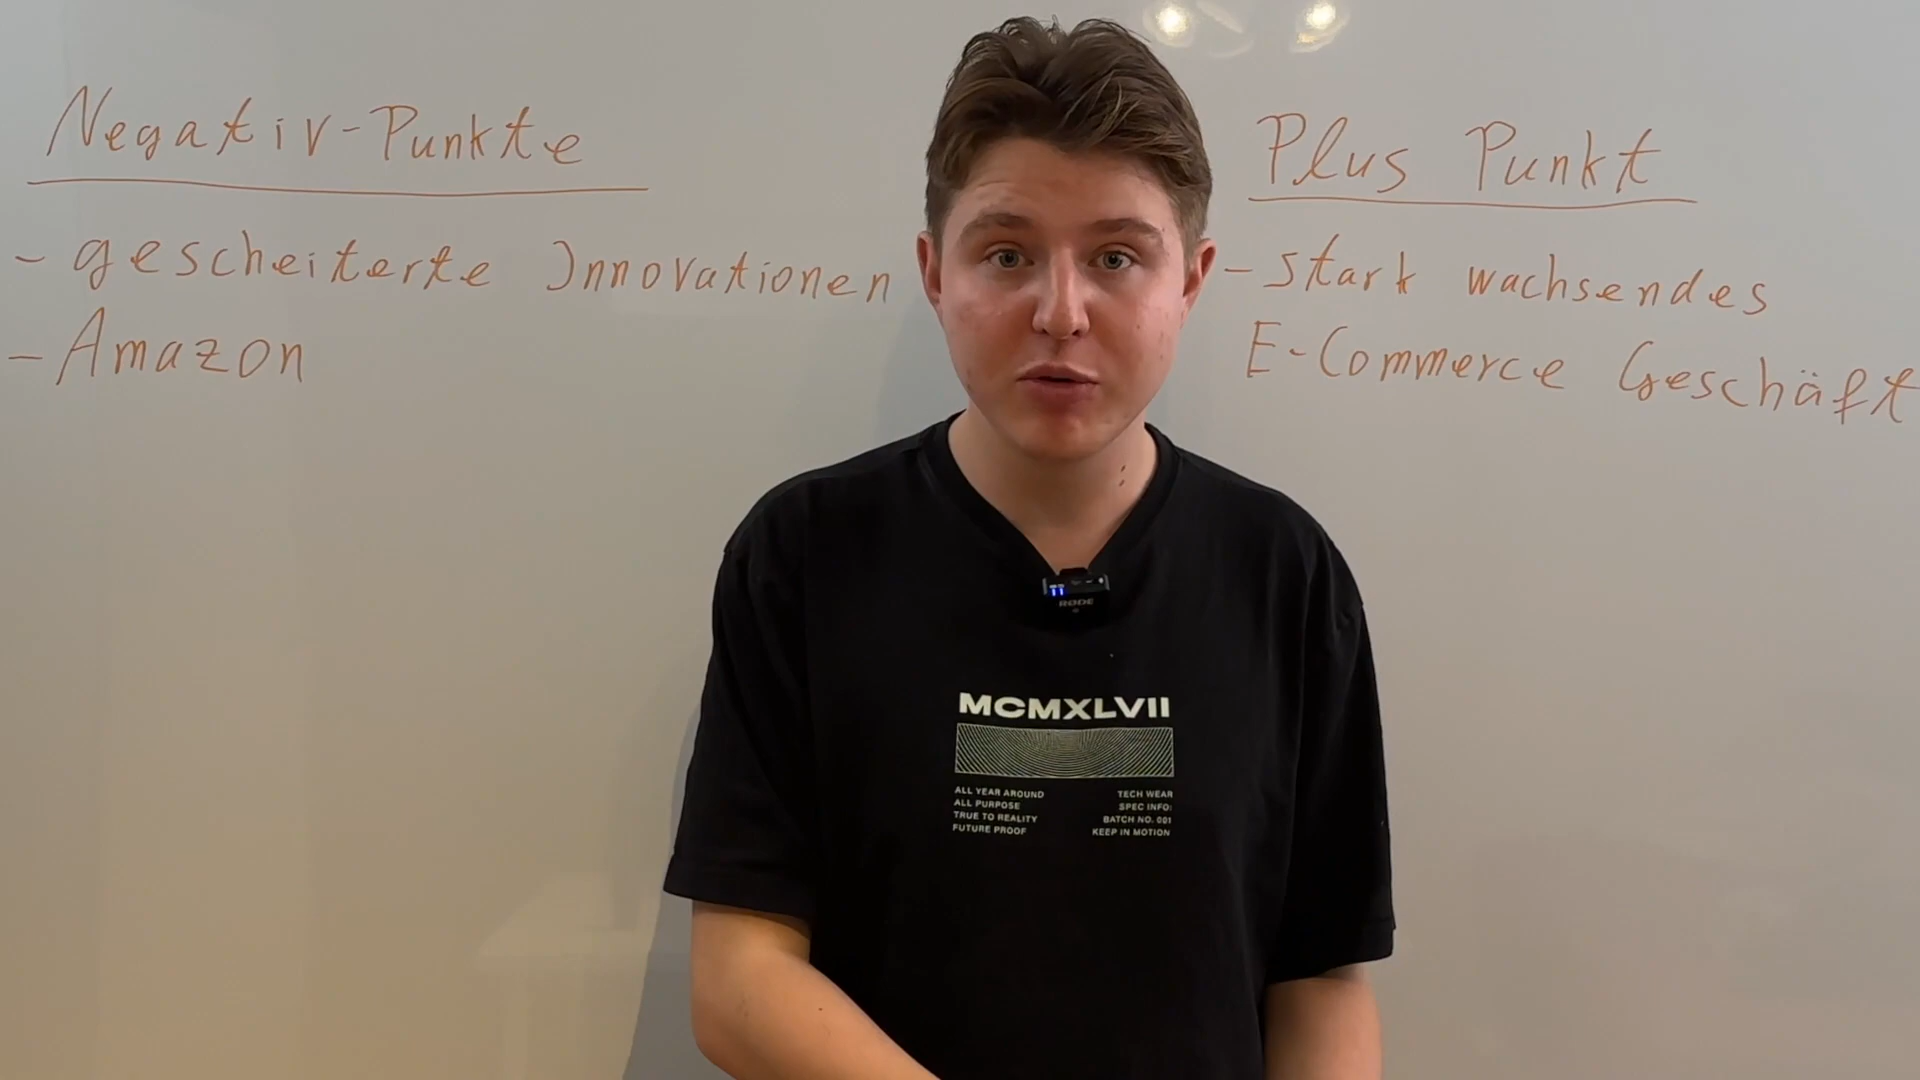 Negativ-Punkte
- gescheiterte Innovationen
- Amazon
Plus Punkt
- stark wachsendes
E-Commerce Geschäft
RØDE
MCMXLVII
ALL YEAR AROUND
ALL PURPOSE
TRUE TO REALITY
FUTURE PROOF
TECH WEAR
SPEC INFO:
BATCH NO. 001
KEEP IN MOTION